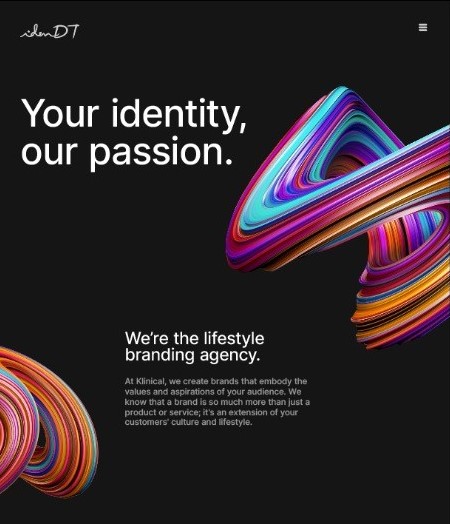 idenDT
Your identity,
our passion.
We're the lifestyle
branding agency.
At Klinical, we create brands that embody the
values and aspirations of your audience. We
know that a brand is so much more than just a
product or service; it's an extension of your
customers' culture and lifestyle.